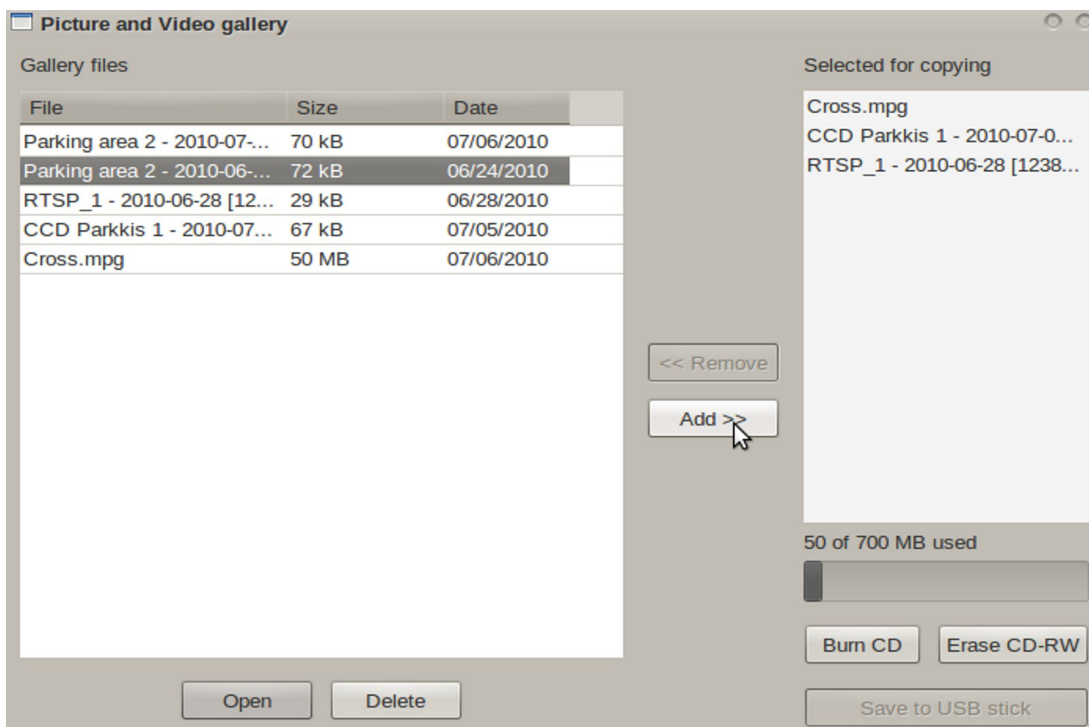 Picture and Video gallery
Gallery files
File Size Date
Parking area 2 - 2010-07-... 70 kB 07/06/2010
Parking area 2 - 2010-06-... 72 kB 06/24/2010
RTSP_1 - 2010-06-28 [12... 29 kB 06/28/2010
CCD Parkkis 1 - 2010-07... 67 kB 07/05/2010
Cross.mpg 50 MB 07/06/2010
<< Remove
Add >>
Open Delete
Selected for copying
Cross.mpg
CCD Parkkis 1 - 2010-07-0...
RTSP_1 - 2010-06-28 [1238...
50 of 700 MB used
Burn CD Erase CD-RW
Save to USB stick